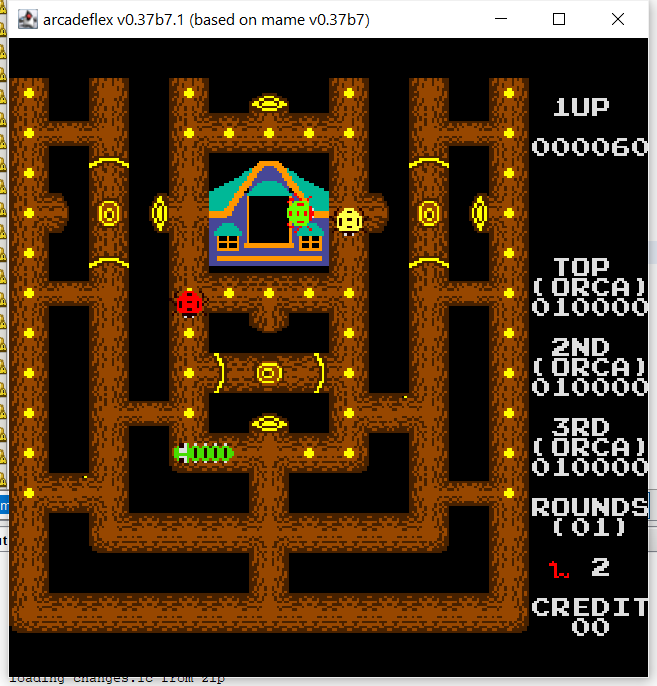 arcadeflex v0.37b7.1 (based on mame v0.37b7)
1UP
000060
TOP
(ORCA)
010000
2ND
(ORCA)
010000
3RD
(ORCA)
010000
ROUNDS
(01)
2
CREDIT
00
loading changes.ic from zip